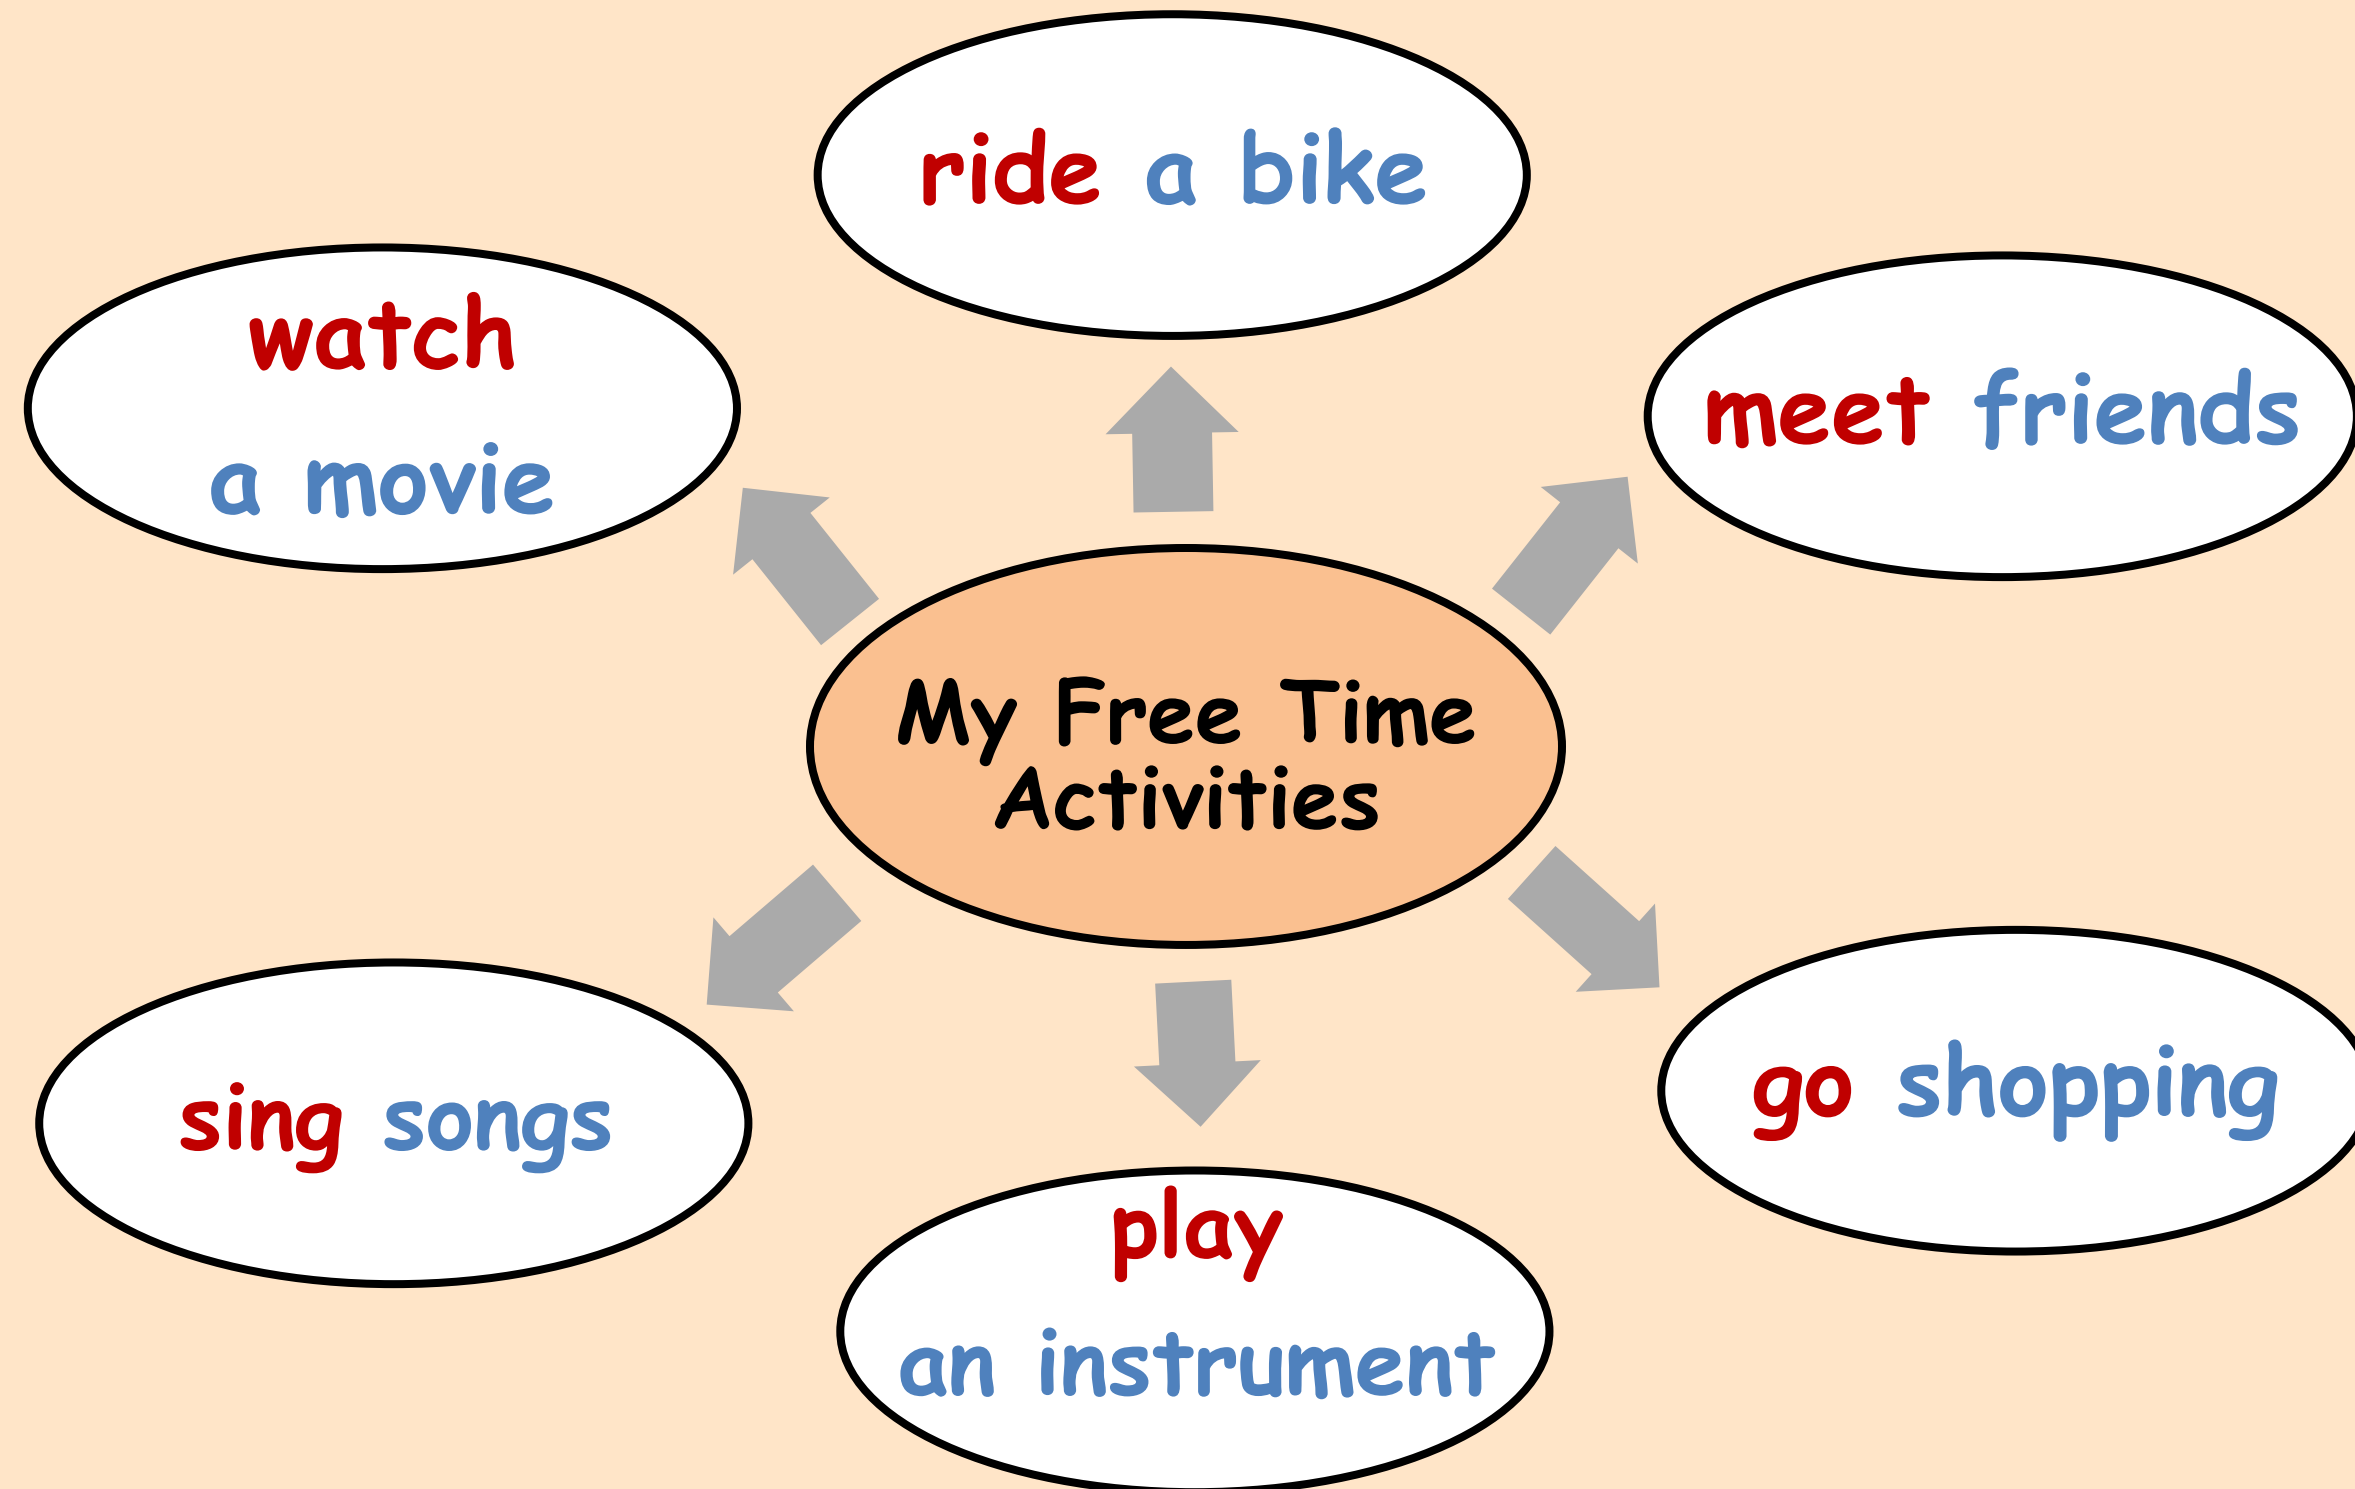 ride a bike
watch
a movie
meet friends
My Free Time
Activities
sing songs
go shopping
play
an instrument